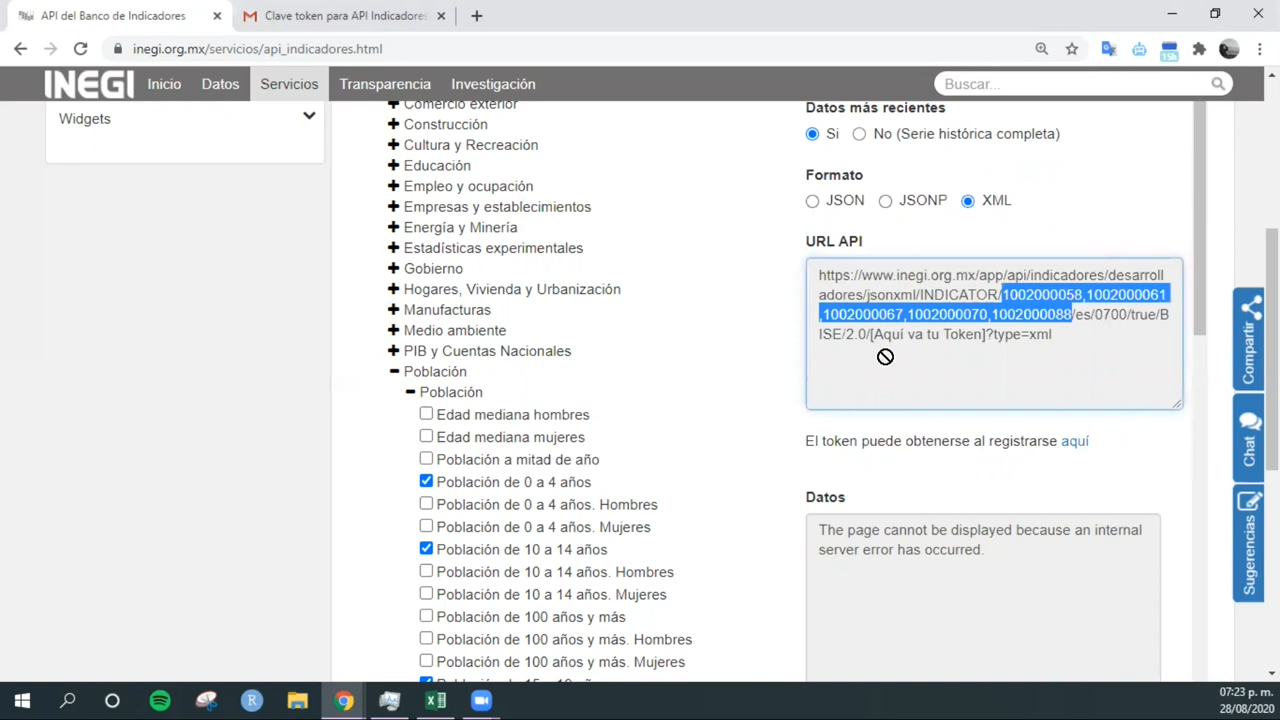 API del Banco de Indicadores
Clave token para API Indicadores
inegi.org.mx/servicios/api_indicadores.html
15h
INEGI Inicio Datos Servicios Transparencia Investigación Buscar...
Widgets
Comercio exterior
Construcción
Cultura y Recreación
Educación
Empleo y ocupación
Empresas y establecimientos
Energía y Minería
Estadísticas experimentales
Gobierno
Hogares, Vivienda y Urbanización
Manufacturas
Medio ambiente
PIB y Cuentas Nacionales
Población
Población
Edad mediana hombres
Edad mediana mujeres
Población a mitad de año
Población de 0 a 4 años
Población de 0 a 4 años. Hombres
Población de 0 a 4 años. Mujeres
Población de 10 a 14 años
Población de 10 a 14 años. Hombres
Población de 10 a 14 años. Mujeres
Población de 100 años y más
Población de 100 años y más. Hombres
Población de 100 años y más. Mujeres
Datos más recientes
Si No (Serie histórica completa)
Formato
JSON JSONP XML
URL API
https://www.inegi.org.mx/app/api/indicadores/desarroll
adores/jsonxml/INDICATOR/1002000058,1002000061
,1002000067,1002000070,1002000088/es/0700/true/B
ISE/2.0/[Aquí va tu Token]?type=xml
El token puede obtenerse al registrarse aquí
Datos
The page cannot be displayed because an internal
server error has occurred.
Compartir
Chat
Sugerencias
07:23 p. m.
28/08/2020